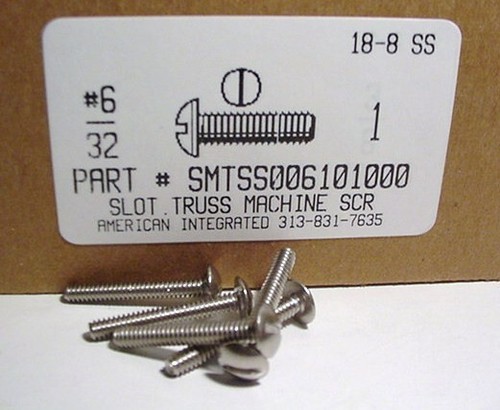 18-8 SS
#6
32
1
PART # SMTSS006101000
SLOT.TRUSS MACHINE SCR
AMERICAN INTEGRATED 313-831-7635